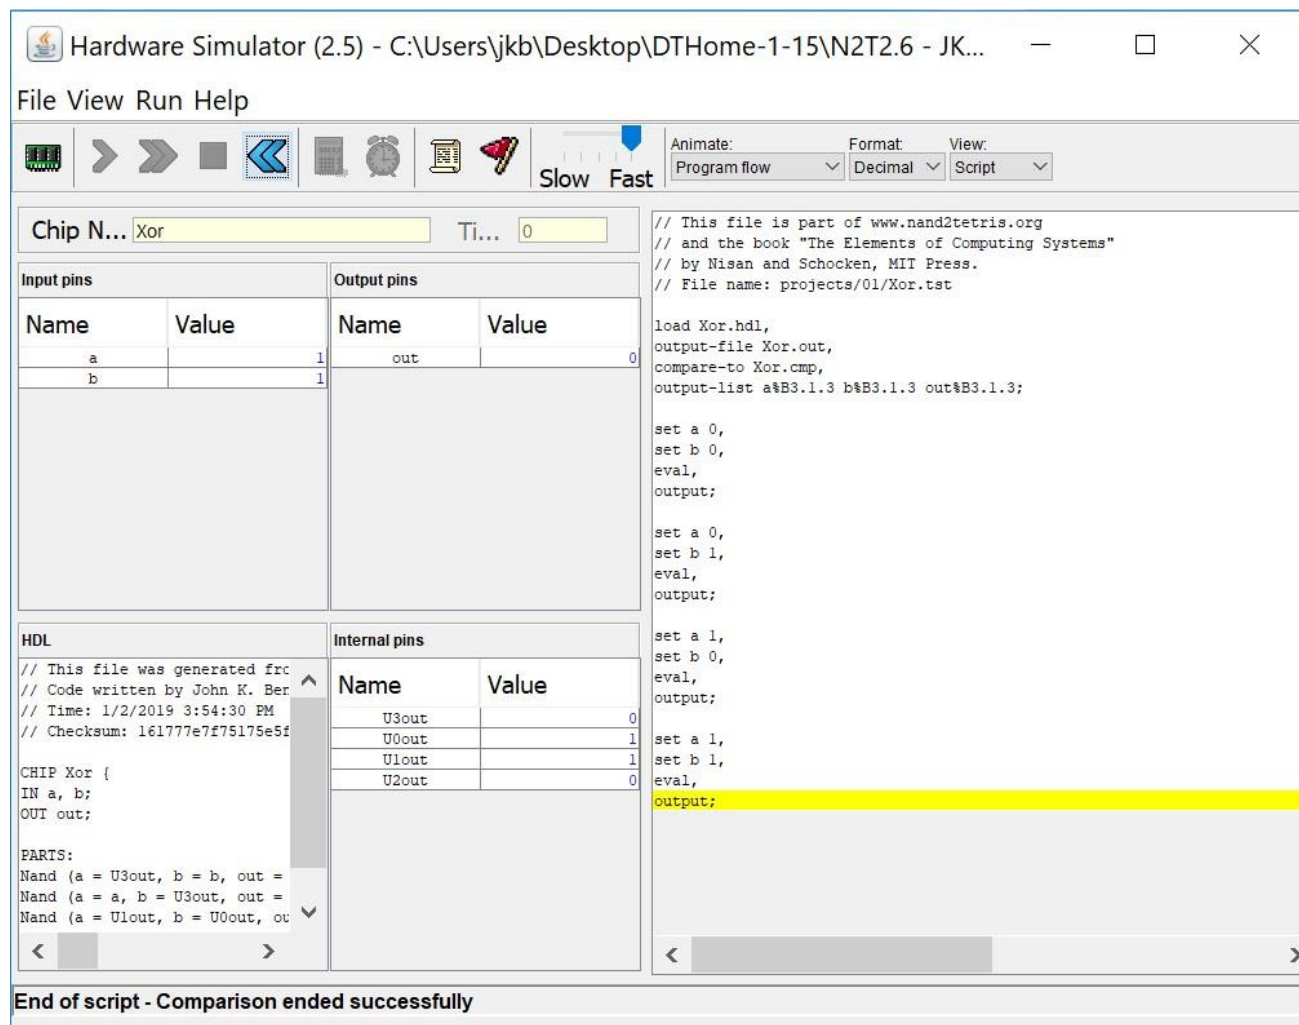 Hardware Simulator (2.5) - C:\Users\jkb\Desktop\DTHome-1-15\N2T2.6 - JK...
File View Run Help
Slow Fast
Animate:
Program flow
Format:
Decimal
View:
Script
Chip N... Xor
Ti... 0
Input pins
Name Value
a 1
b 1
Output pins
Name Value
out 0
HDL
// This file was generated frc
// Code written by John K. Ben
// Time: 1/2/2019 3:54:30 PM
// Checksum: 161777e7f75175e5f
CHIP Xor {
IN a, b;
OUT out;
PARTS:
Nand (a = U3out, b = b, out =
Nand (a = a, b = U3out, out =
Nand (a = U1out, b = U0out, ou
Internal pins
Name Value
U3out 0
U0out 1
U1out 1
U2out 0
// This file is part of www.nand2tetris.org
// and the book "The Elements of Computing Systems"
// by Nisan and Schocken, MIT Press.
// File name: projects/01/Xor.tst
load Xor.hdl,
output-file Xor.out,
compare-to Xor.cmp,
output-list a%B3.1.3 b%B3.1.3 out%B3.1.3;
set a 0,
set b 0,
eval,
output;
set a 0,
set b 1,
eval,
output;
set a 1,
set b 0,
eval,
output;
set a 1,
set b 1,
eval,
output;
End of script - Comparison ended successfully